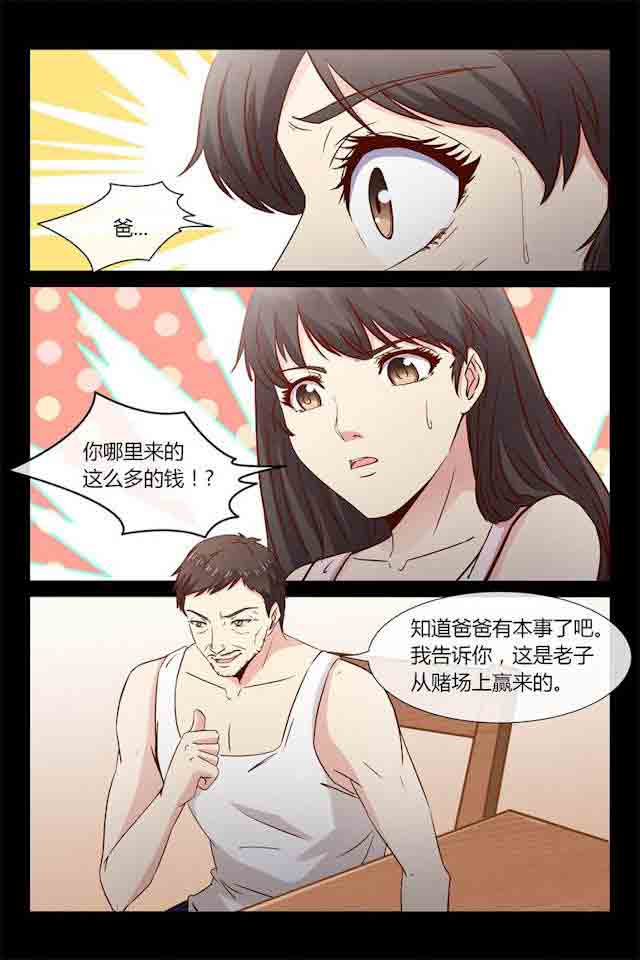 爸...
你哪里来的
这么多的钱！?
知道爸爸有本事了吧。
我告诉你，这是老子
从赌场上赢来的。